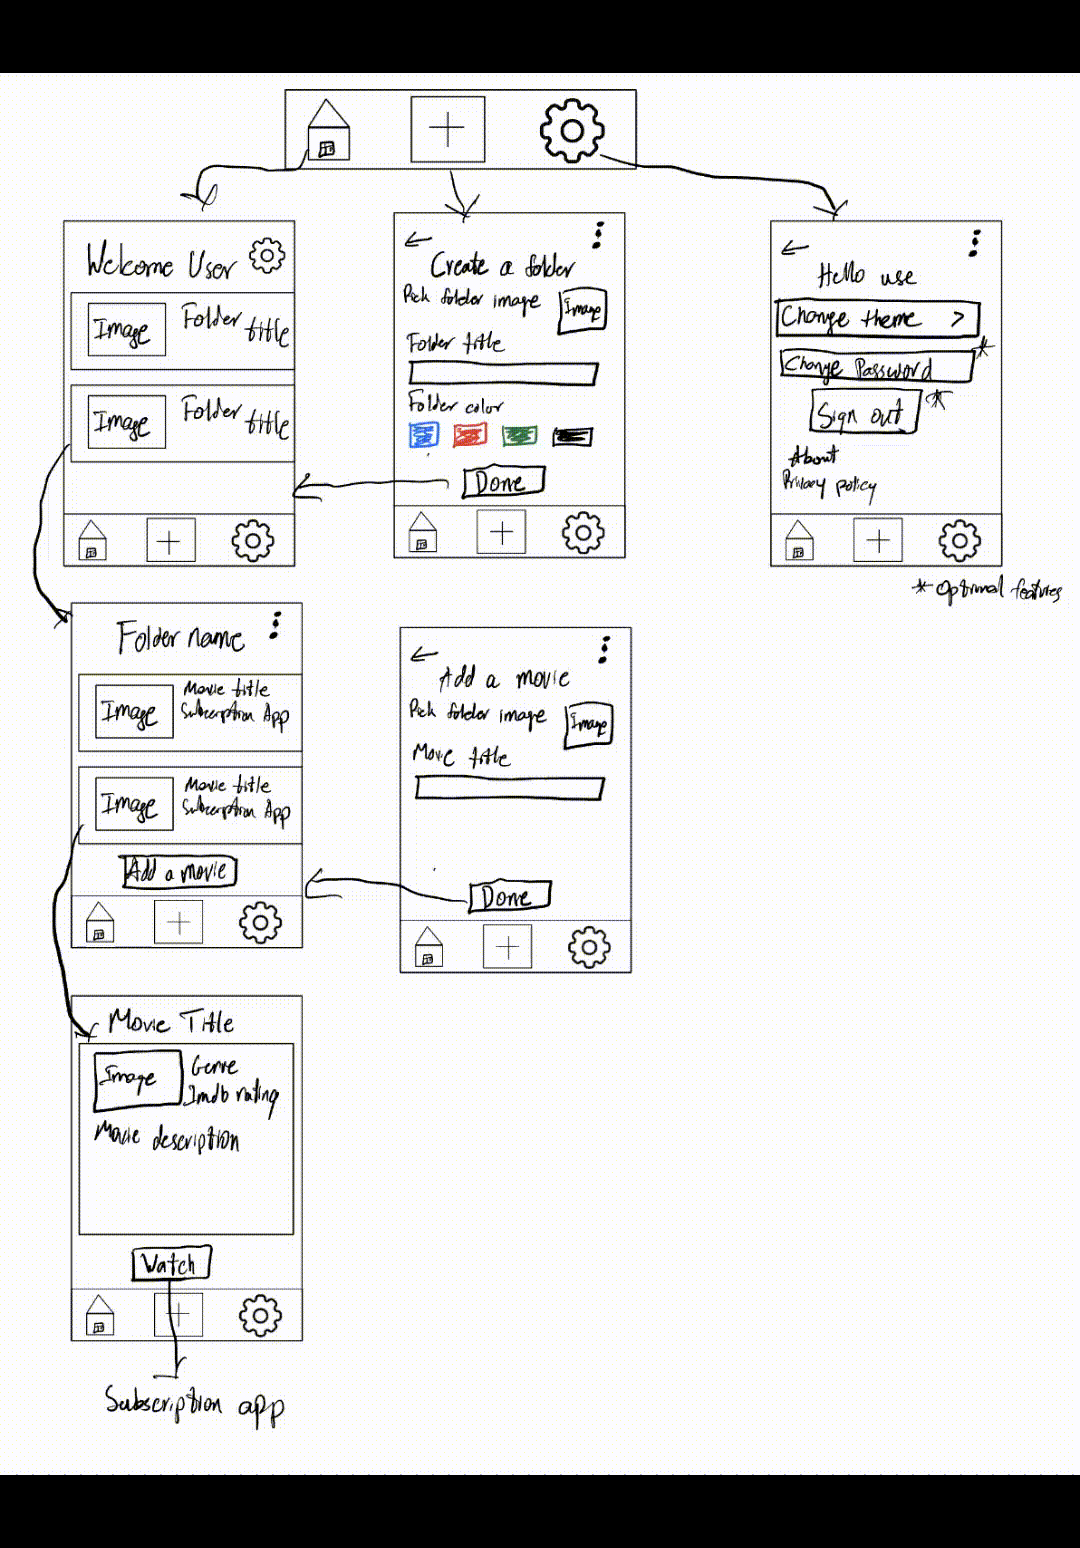 Welcome User
Image
Folder title
Image
Folder title
Create a folder
Pick folder image
Image
Folder title
Folder color
Done
Hello use
Change theme >
Change Password *
Sign out *
About
Privacy policy
* Optional features
Folder name
Image
Movie title
Subscription App
Image
Movie title
Subscription App
Add a movie
Add a movie
Pick folder image
Image
Movie title
Done
Movie Title
Image
Genre
Imdb rating
Movie description
Watch
Subscription app